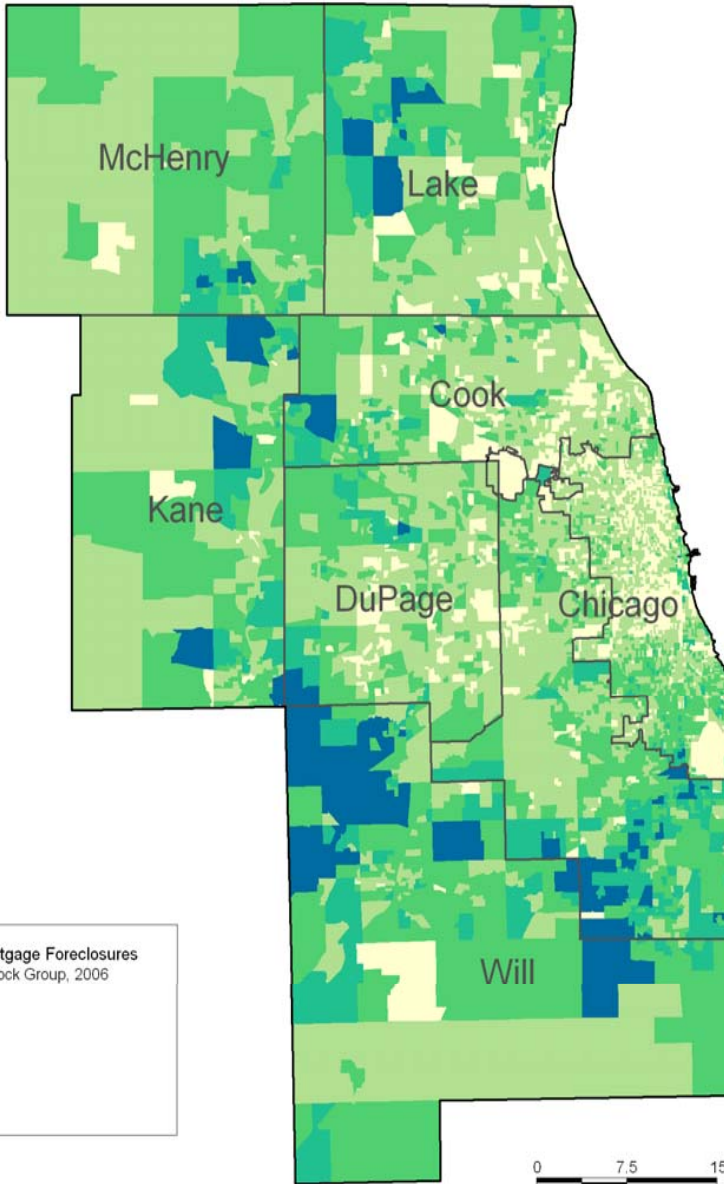 McHenry
Lake
Cook
Kane
DuPage
Chicago
tgage Foreclosures
ock Group, 2006
Will
0 7.5 15